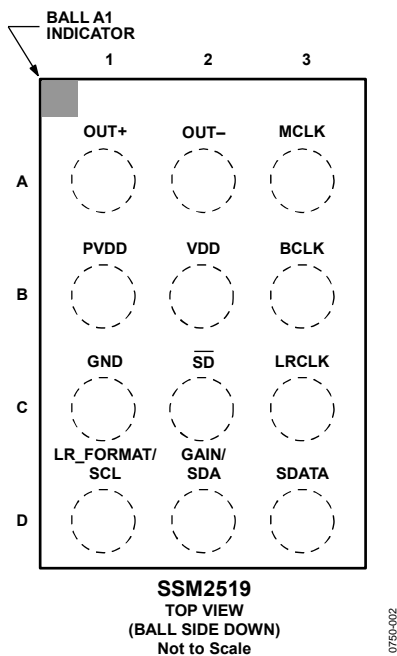 BALL A1
INDICATOR
1 2 3
OUT+ OUT– MCLK
A
PVDD VDD BCLK
B
GND S̅D̅ LRCLK
C
LR_FORMAT/ GAIN/
SCL SDA SDATA
D
SSM2519
TOP VIEW
(BALL SIDE DOWN)
Not to Scale
0750-002